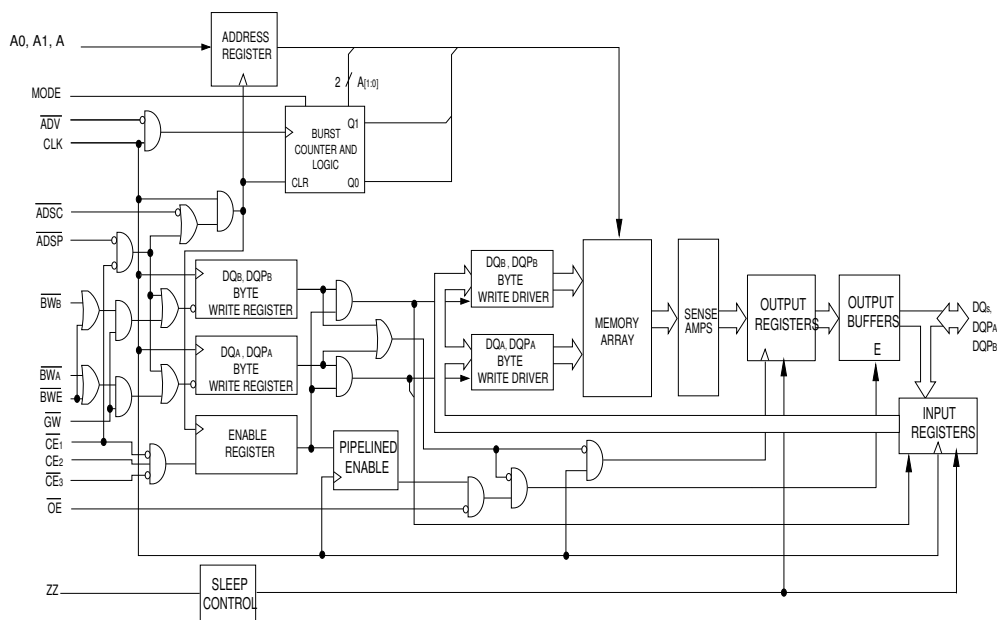 A0, A1, A
ADDRESS
REGISTER
2
A[1:0]
MODE
ADV
CLK
BURST
COUNTER AND
LOGIC
Q1
CLR
Q0
ADSC
ADSP
DQB, DQPB
BYTE
WRITE REGISTER
DQB, DQPB
BYTE
WRITE DRIVER
MEMORY
ARRAY
SENSE
AMPS
OUTPUT
REGISTERS
OUTPUT
BUFFERS
E
DQs,
DQPA
DQPB
BWB
DQA, DQPA
BYTE
WRITE REGISTER
DQA, DQPA
BYTE
WRITE DRIVER
BWA
BWE
GW
CE1
CE2
CE3
ENABLE
REGISTER
PIPELINED
ENABLE
INPUT
REGISTERS
OE
ZZ
SLEEP
CONTROL